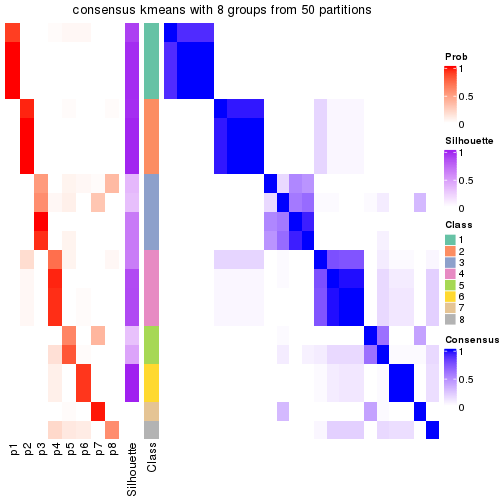 consensus kmeans with 8 groups from 50 partitions
Prob
1
0.5
0
Silhouette
1
0.5
0
Class
1
2
3
4
5
6
7
8
Consensus
1
0.5
0
p1
p2
p3
p4
p5
p6
p7
p8
Silhouette
Class